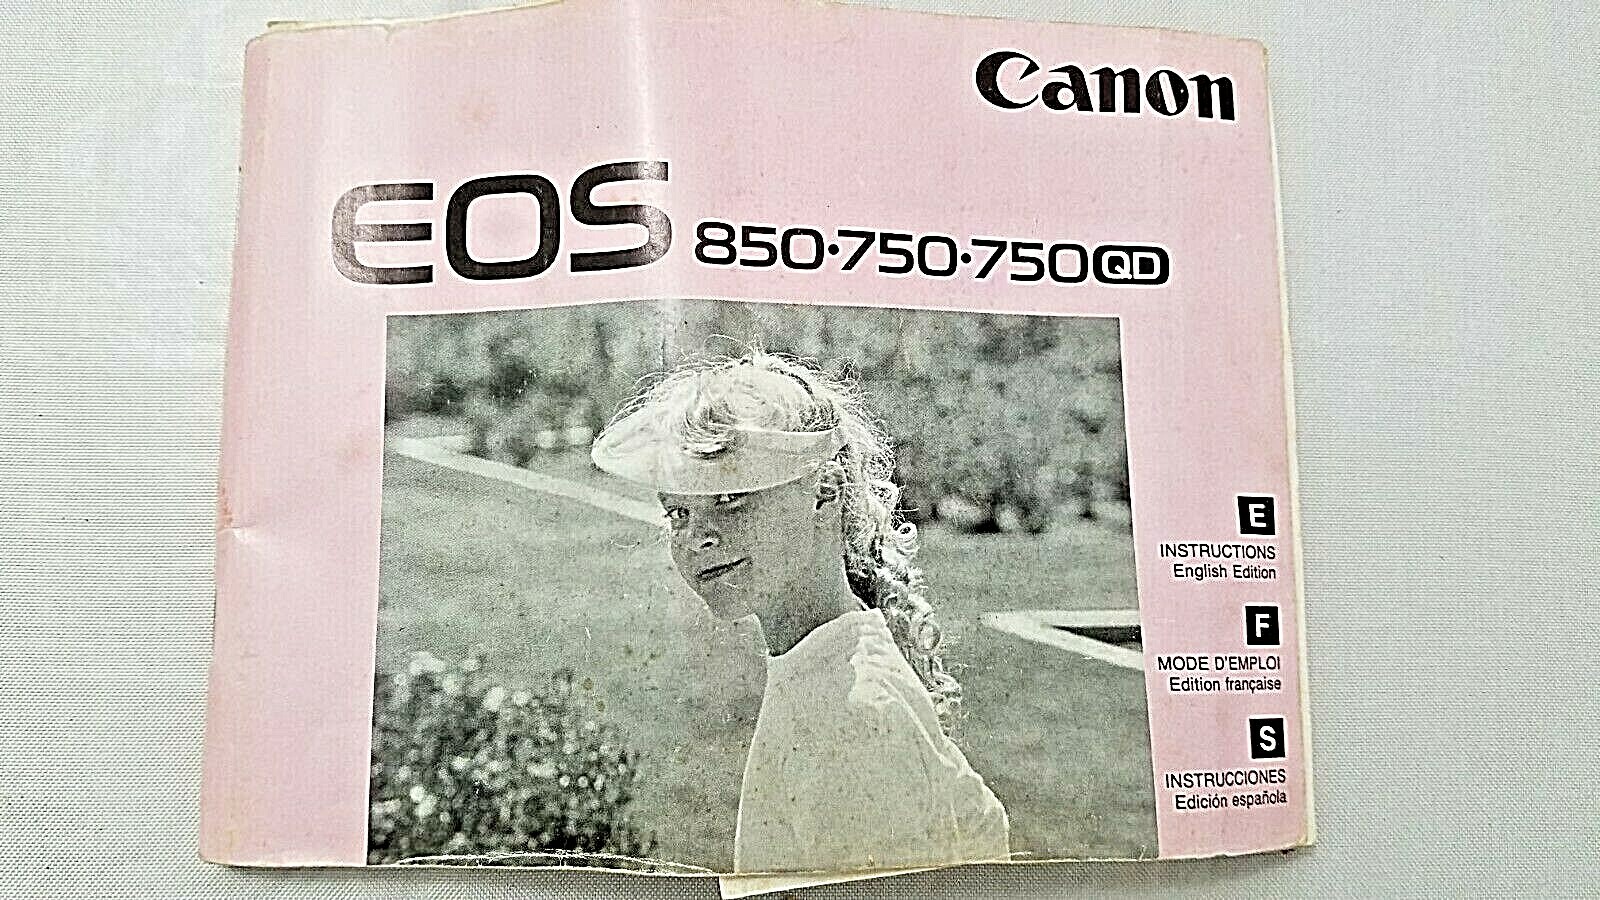 Canon
EOS 850·750·750QD
E
INSTRUCTIONS
English Edition
F
MODE D'EMPLOI
Edition française
S
INSTRUCCIONES
Edición española